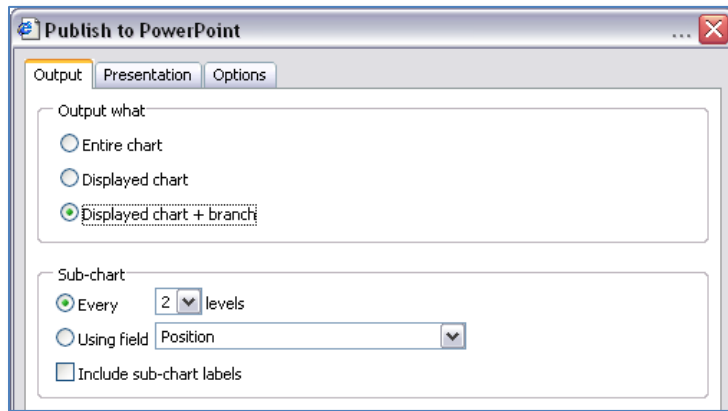 Publish to PowerPoint ...
Output Presentation Options
Output what
Entire chart
Displayed chart
Displayed chart + branch
Sub-chart
Every 2 levels
Using field Position
Include sub-chart labels